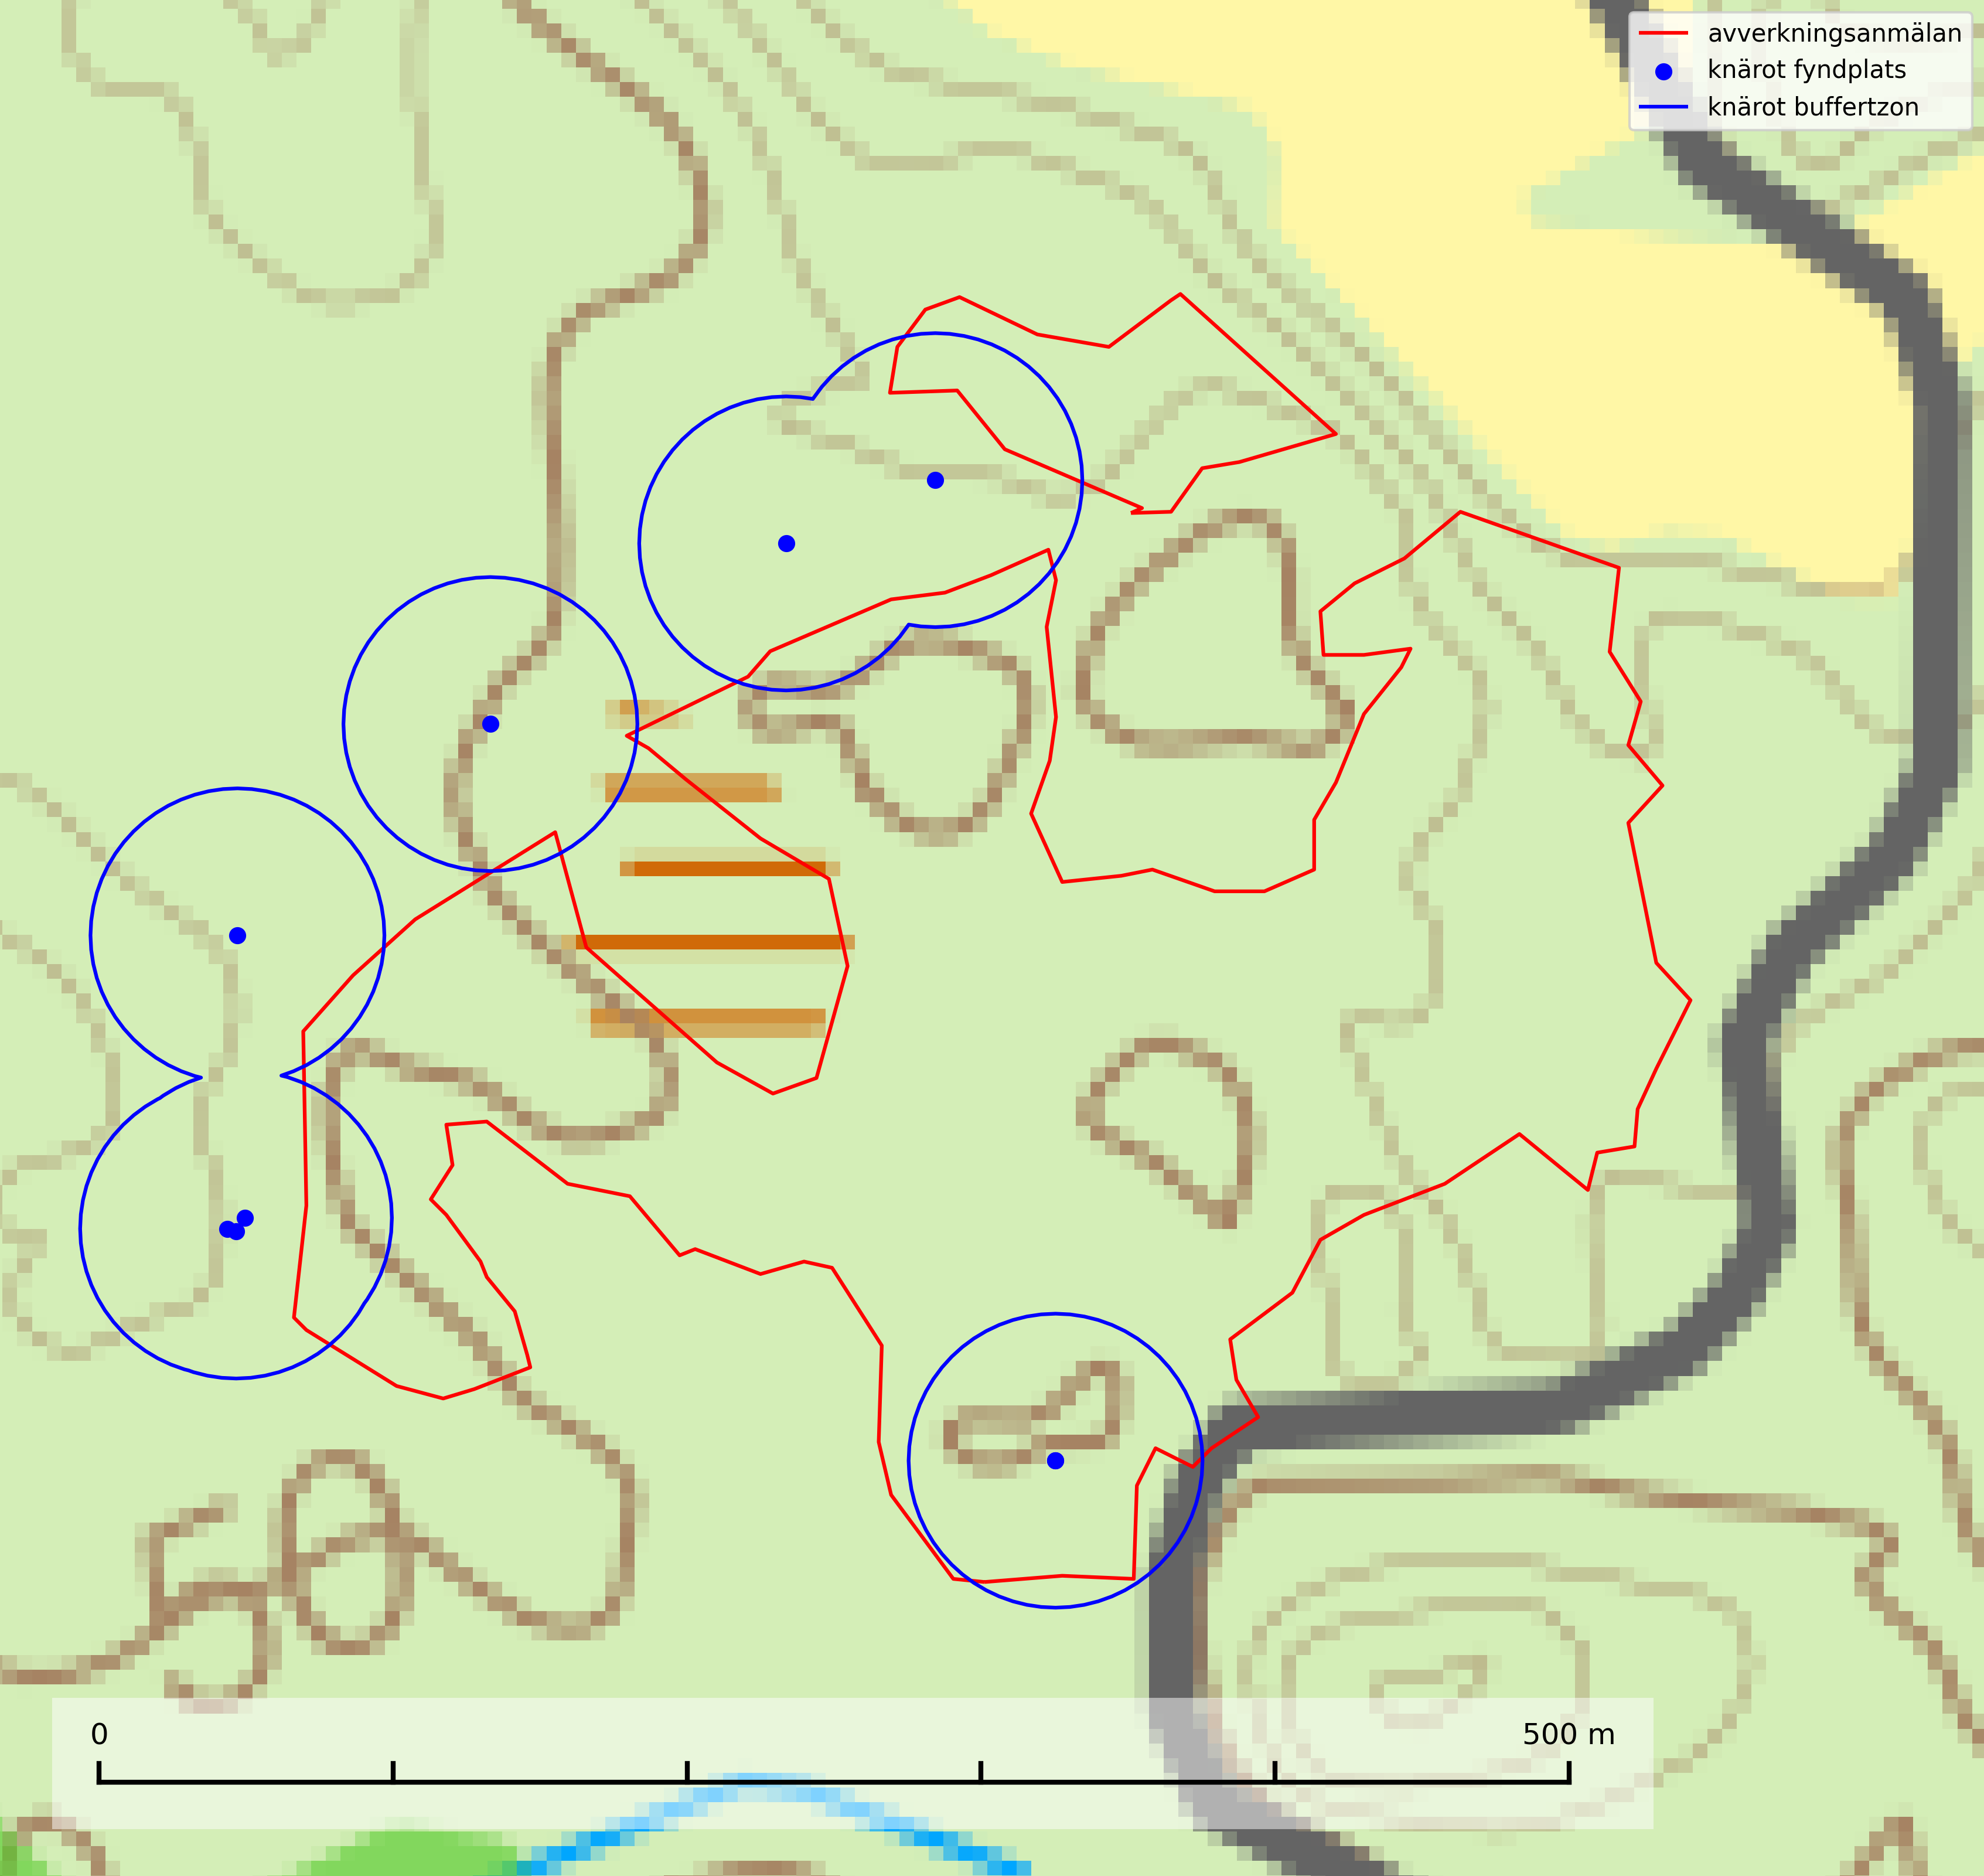 avverkningsanmälan
knärot fyndplats
knärot buffertzon
0
500 m